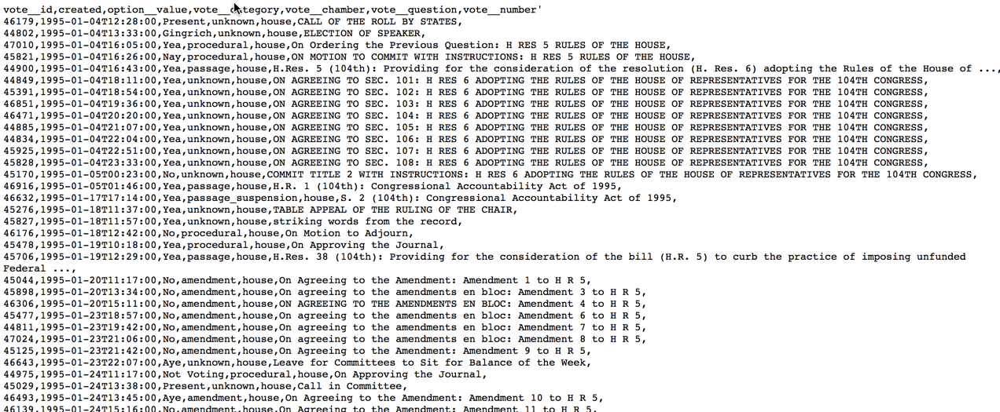 vote__id,created,option__value,vote__category,vote__chamber,vote__question,vote__number'
46179,1995-01-04T12:28:00,Present,unknown,house,CALL OF THE ROLL BY STATES,
44802,1995-01-04T13:33:00,Gingrich,unknown,house,ELECTION OF SPEAKER,
47010,1995-01-04T16:05:00,Yea,procedural,house,On Ordering the Previous Question: H RES 5 RULES OF THE HOUSE,
45821,1995-01-04T16:26:00,Nay,procedural,house,ON MOTION TO COMMIT WITH INSTRUCTIONS: H RES 5 RULES OF THE HOUSE,
44900,1995-01-04T16:43:00,Yea,passage,house,H.Res. 5 (104th): Providing for the consideration of the resolution (H. Res. 6) adopting the Rules of the House of ...,
44849,1995-01-04T18:11:00,Yea,unknown,house,ON AGREEING TO SEC. 101: H RES 6 ADOPTING THE RULES OF THE HOUSE OF REPRESENTATIVES FOR THE 104TH CONGRESS,
45391,1995-01-04T18:54:00,Yea,unknown,house,ON AGREEING TO SEC. 102: H RES 6 ADOPTING THE RULES OF THE HOUSE OF REPRESENTATIVES FOR THE 104TH CONGRESS,
46851,1995-01-04T19:36:00,Yea,unknown,house,ON AGREEING TO SEC. 103: H RES 6 ADOPTING THE RULES OF THE HOUSE OF REPRESENTATIVES FOR THE 104TH CONGRESS,
46471,1995-01-04T20:20:00,Yea,unknown,house,ON AGREEING TO SEC. 104: H RES 6 ADOPTING THE RULES OF THE HOUSE OF REPRESENTATIVES FOR THE 104TH CONGRESS,
44885,1995-01-04T21:07:00,Yea,unknown,house,ON AGREEING TO SEC. 105: H RES 6 ADOPTING THE RULES OF THE HOUSE OF REPRESENTATIVES FOR THE 104TH CONGRESS,
44834,1995-01-04T22:04:00,Yea,unknown,house,ON AGREEING TO SEC. 106: H RES 6 ADOPTING THE RULES OF THE HOUSE OF REPRESENTATIVES FOR THE 104TH CONGRESS,
45925,1995-01-04T22:51:00,Yea,unknown,house,ON AGREEING TO SEC. 107: H RES 6 ADOPTING THE RULES OF THE HOUSE OF REPRESENTATIVES FOR THE 104TH CONGRESS,
45828,1995-01-04T23:33:00,Yea,unknown,house,ON AGREEING TO SEC. 108: H RES 6 ADOPTING THE RULES OF THE HOUSE OF REPRESENTATIVES FOR THE 104TH CONGRESS,
45170,1995-01-05T00:23:00,No,unknown,house,COMMIT TITLE 2 WITH INSTRUCTIONS: H RES 6 ADOPTING THE RULES OF THE HOUSE OF REPRESENTATIVES FOR THE 104TH CONGRESS,
46916,1995-01-05T01:46:00,Yea,passage,house,H.R. 1 (104th): Congressional Accountability Act of 1995,
46632,1995-01-17T17:14:00,Yea,passage_suspension,house,S. 2 (104th): Congressional Accountability Act of 1995,
45276,1995-01-18T11:37:00,Yea,unknown,house,TABLE APPEAL OF THE RULING OF THE CHAIR,
45827,1995-01-18T11:57:00,Yea,unknown,house,striking words from the record,
46176,1995-01-18T12:42:00,No,procedural,house,On Motion to Adjourn,
45478,1995-01-19T10:18:00,Yea,procedural,house,On Approving the Journal,
45706,1995-01-19T12:29:00,Yea,passage,house,H.Res. 38 (104th): Providing for the consideration of the bill (H.R. 5) to curb the practice of imposing unfunded
Federal ...,
45044,1995-01-20T11:17:00,No,amendment,house,On Agreeing to the Amendment: Amendment 1 to H R 5,
45898,1995-01-20T13:34:00,No,amendment,house,On agreeing to the amendments en bloc: Amendment 3 to H R 5,
46306,1995-01-20T15:11:00,No,amendment,house,ON AGREEING TO THE AMENDMENTS EN BLOC: Amendment 4 to H R 5,
45477,1995-01-23T18:57:00,No,amendment,house,On agreeing to the amendments en bloc: Amendment 6 to H R 5,
44811,1995-01-23T19:42:00,No,amendment,house,On agreeing to the amendments en bloc: Amendment 7 to H R 5,
47024,1995-01-23T21:06:00,No,amendment,house,On agreeing to the amendments en bloc: Amendment 8 to H R 5,
45125,1995-01-23T21:42:00,No,amendment,house,On Agreeing to the Amendment: Amendment 9 to H R 5,
46643,1995-01-23T22:07:00,Aye,unknown,house,Leave for Committees to Sit for Balance of the Week,
44975,1995-01-24T11:17:00,Not Voting,procedural,house,On Approving the Journal,
45029,1995-01-24T13:38:00,Present,unknown,house,Call in Committee,
46493,1995-01-24T13:45:00,Aye,amendment,house,On Agreeing to the Amendment: Amendment 10 to H R 5,
46139,1995-01-24T15:16:00,No,amendment,house,On Agreeing to the Amendment: Amendment 11 to H R 5,